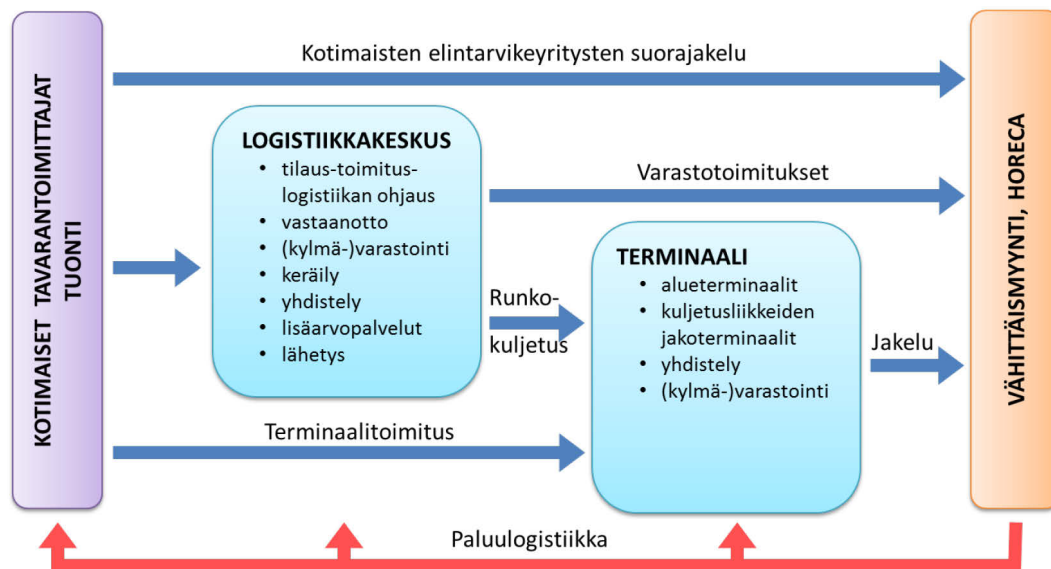 KOTIMAISET TAVARANTOIMITTAJAT
TUONTI
Kotimaisten elintarvikeyritysten suorajakelu
LOGISTIIKKAKESKUS
• tilaus-toimitus-
logistiikan ohjaus
• vastaanotto
• (kylmä-)varastointi
• keräily
• yhdistely
• lisäarvopalvelut
• lähetys
Varastotoimitukset
Runko-
kuljetus
TERMINAALI
• alueterminaalit
• kuljetusliikkeiden
jakoterminaalit
• yhdistely
• (kylmä-)varastointi
Jakelu
Terminaalitoimitus
VÄHITTÄISMYYNTI, HORECA
Paluulogistiikka